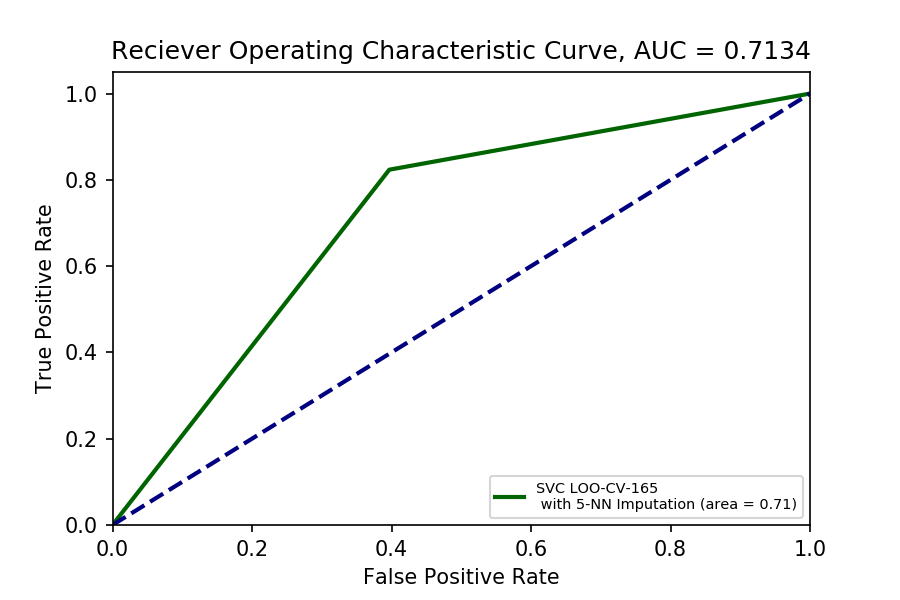 Reciever Operating Characteristic Curve, AUC = 0.7134
1.0
0.8
0.6
0.4
0.2
0.0
True Positive Rate
SVC LOO-CV-165
with 5-NN Imputation (area = 0.71)
0.0 0.2 0.4 0.6 0.8 1.0
False Positive Rate